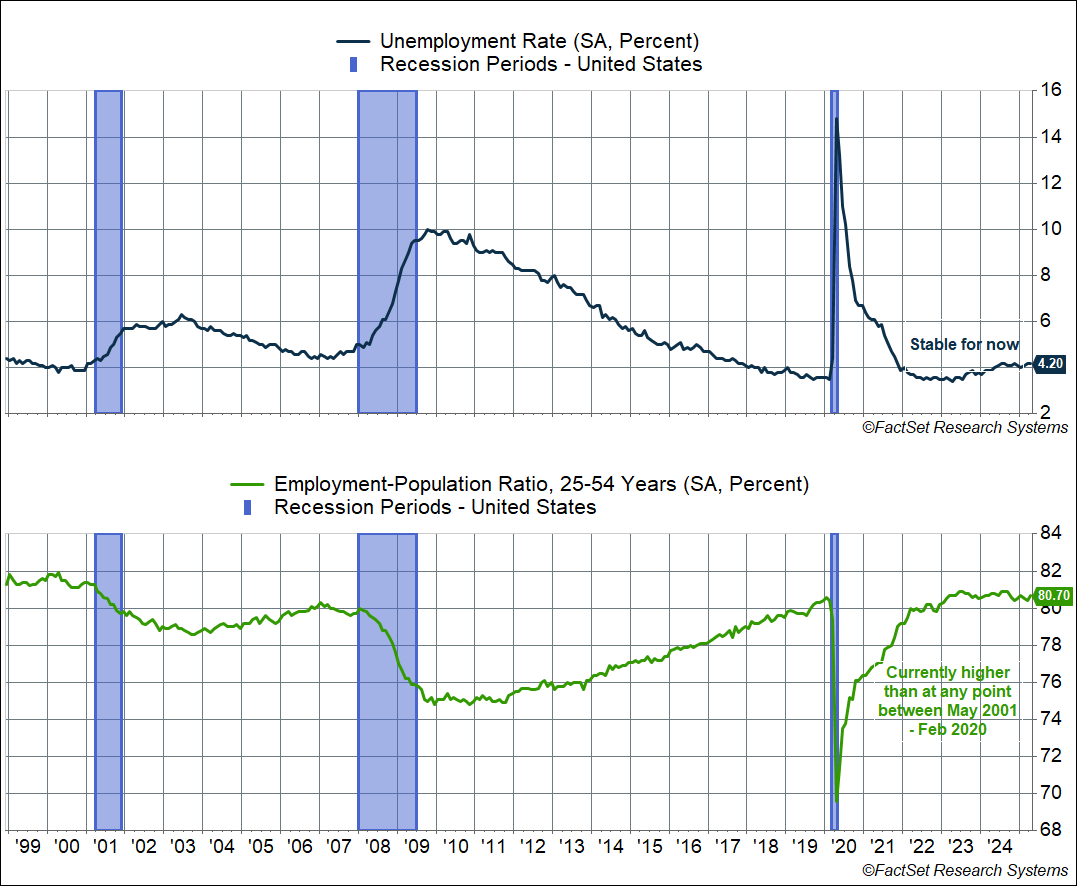 Unemployment Rate (SA, Percent)
Recession Periods - United States
16
14
12
10
8
6
Stable for now
4.20
2
©FactSet Research Systems
Employment-Population Ratio, 25-54 Years (SA, Percent)
Recession Periods - United States
84
82
80.70
80
78
76
Currently higher
than at any point
between May 2001
- Feb 2020
74
72
70
68
'99 '00 '01 '02 '03 '04 '05 '06 '07 '08 '09 '10 '11 '12 '13 '14 '15 '16 '17 '18 '19 '20 '21 '22 '23 '24
©FactSet Research Systems